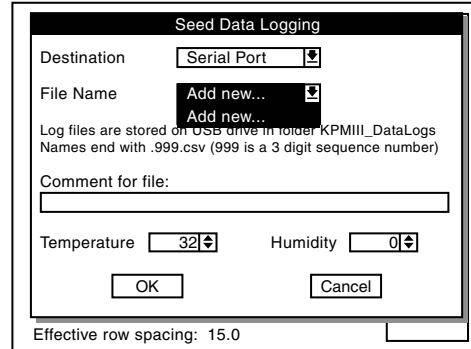 Seed Data Logging
Destination Serial Port
File Name Add new...
Add new...
Log files are stored on USB drive in folder KPMIII_DataLogs
Names end with .999.csv (999 is a 3 digit sequence number)
Comment for file:
Temperature 32 Humidity 0
OK Cancel
Effective row spacing: 15.0